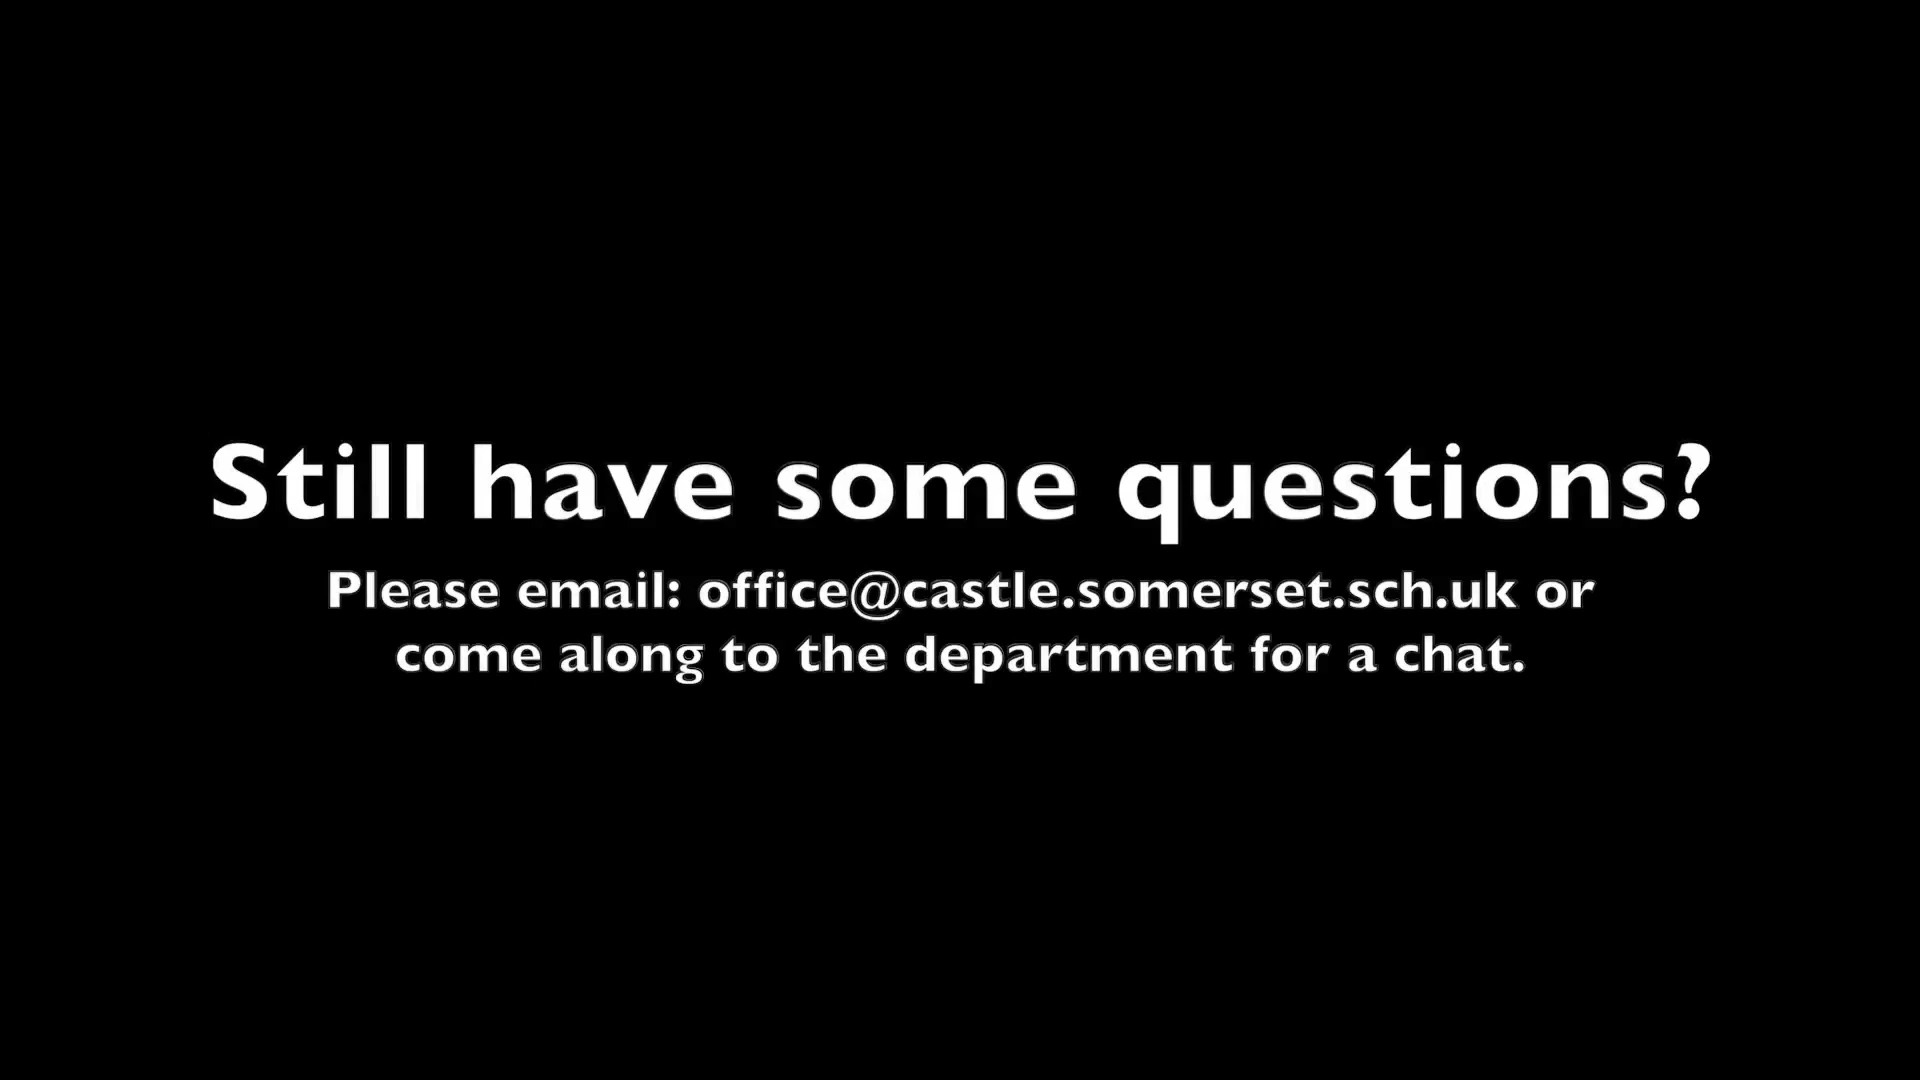 Still have some questions?
Please email: office@castle.somerset.sch.uk or
come along to the department for a chat.